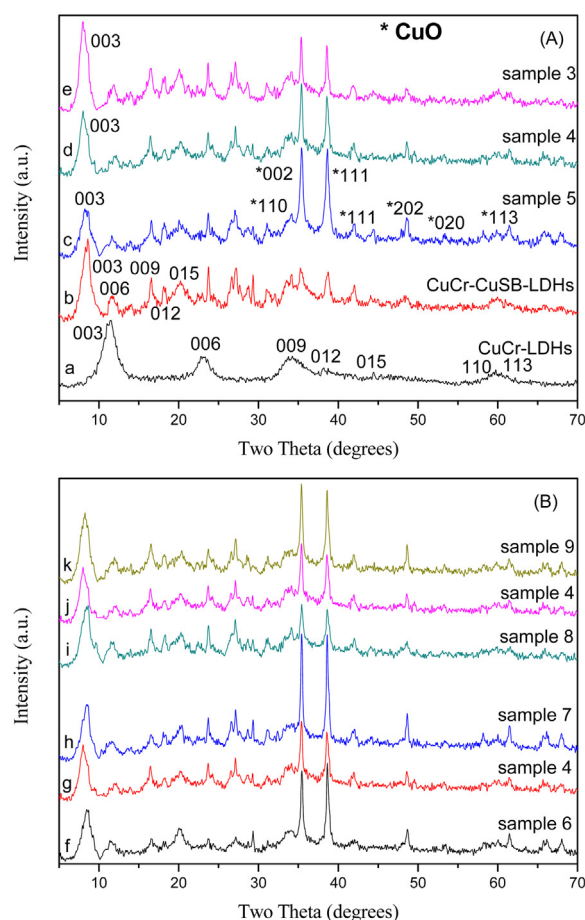 * CuO
(A)
003
e
sample 3
003
d
sample 4
*002
*111
003
*110
*111
*202
*020
*113
sample 5
c
003
006
009
012
015
CuCr-CuSB-LDHs
b
003
006
009
012
015
110
113
CuCr-LDHs
a
Intensity (a.u.)
10
20
30
40
50
60
70
Two Theta (degrees)
(B)
k
sample 9
j
sample 4
i
sample 8
h
sample 7
g
sample 4
f
sample 6
Intensity (a.u.)
10
20
30
40
50
60
70
Two Theta (degrees)